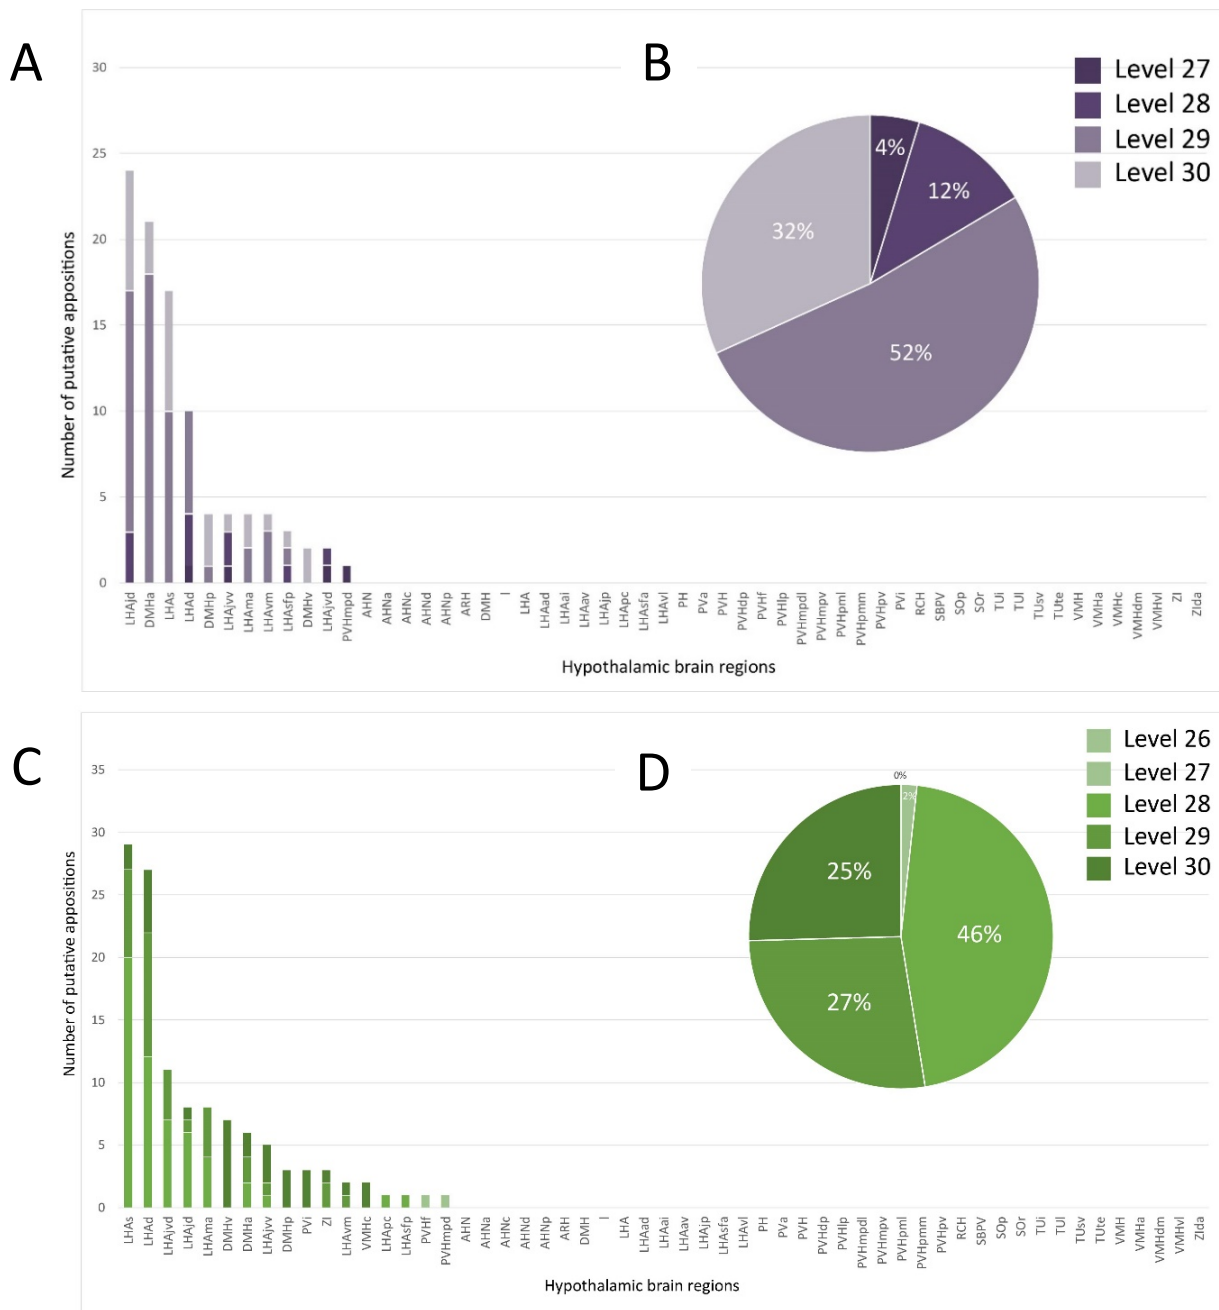 A
B
Level 27
Level 28
Level 29
Level 30
30
25
20
15
10
5
0
Number of putative appositions
4%
12%
32%
52%
LHAjd
DMHa
LHAs
LHAd
DMHp
LHAjvv
LHAma
LHAvm
LHAsfp
DMHv
LHAjvd
PVHmpd
AHN
AHNa
AHNc
AHNd
AHNp
ARH
DMH
I
LHA
LHAad
LHAai
LHAav
LHAjp
LHApc
LHAsfa
LHAvl
PH
PVa
PVH
PVHdp
PVHf
PVHlp
PVHmpdl
PVHmpv
PVHpml
PVHpmm
PVHpv
PVi
RCH
SBPV
SOp
SOr
TUi
TUl
TUsv
TUte
VMH
VMHa
VMHc
VMHdm
VMHvl
ZI
ZIda
Hypothalamic brain regions
C
D
Level 26
Level 27
Level 28
Level 29
Level 30
35
30
25
20
15
10
5
0
Number of putative appositions
0%
2%
25%
46%
27%
LHAs
LHAd
LHAjvd
LHAjd
LHAma
DMHv
DMHa
LHAjvv
DMHp
PVi
ZI
LHAvm
VMHc
LHApc
LHAsfp
PVHf
PVHmpd
AHN
AHNa
AHNc
AHNd
AHNp
ARH
DMH
I
LHA
LHAad
LHAai
LHAav
LHAjp
LHAsfa
LHAvl
PH
PVa
PVH
PVHdp
PVHlp
PVHmpdl
PVHmpv
PVHpml
PVHpmm
PVHpv
RCH
SBPV
SOp
SOr
TUi
TUl
TUsv
TUte
VMH
VMHa
VMHdm
VMHvl
ZIda
Hypothalamic brain regions